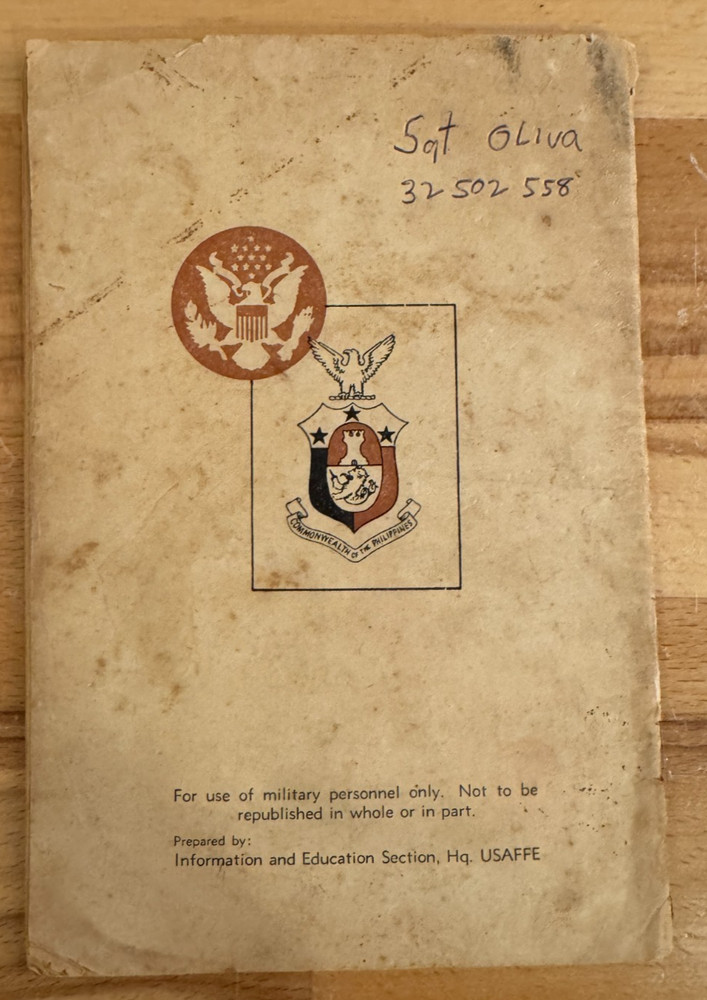 Sgt OLIVA
32 502 558
COMMONWEALTH OF THE PHILIPPINES
For use of military personnel only. Not to be
republished in whole or in part.
Prepared by:
Information and Education Section, Hq. USAFFE